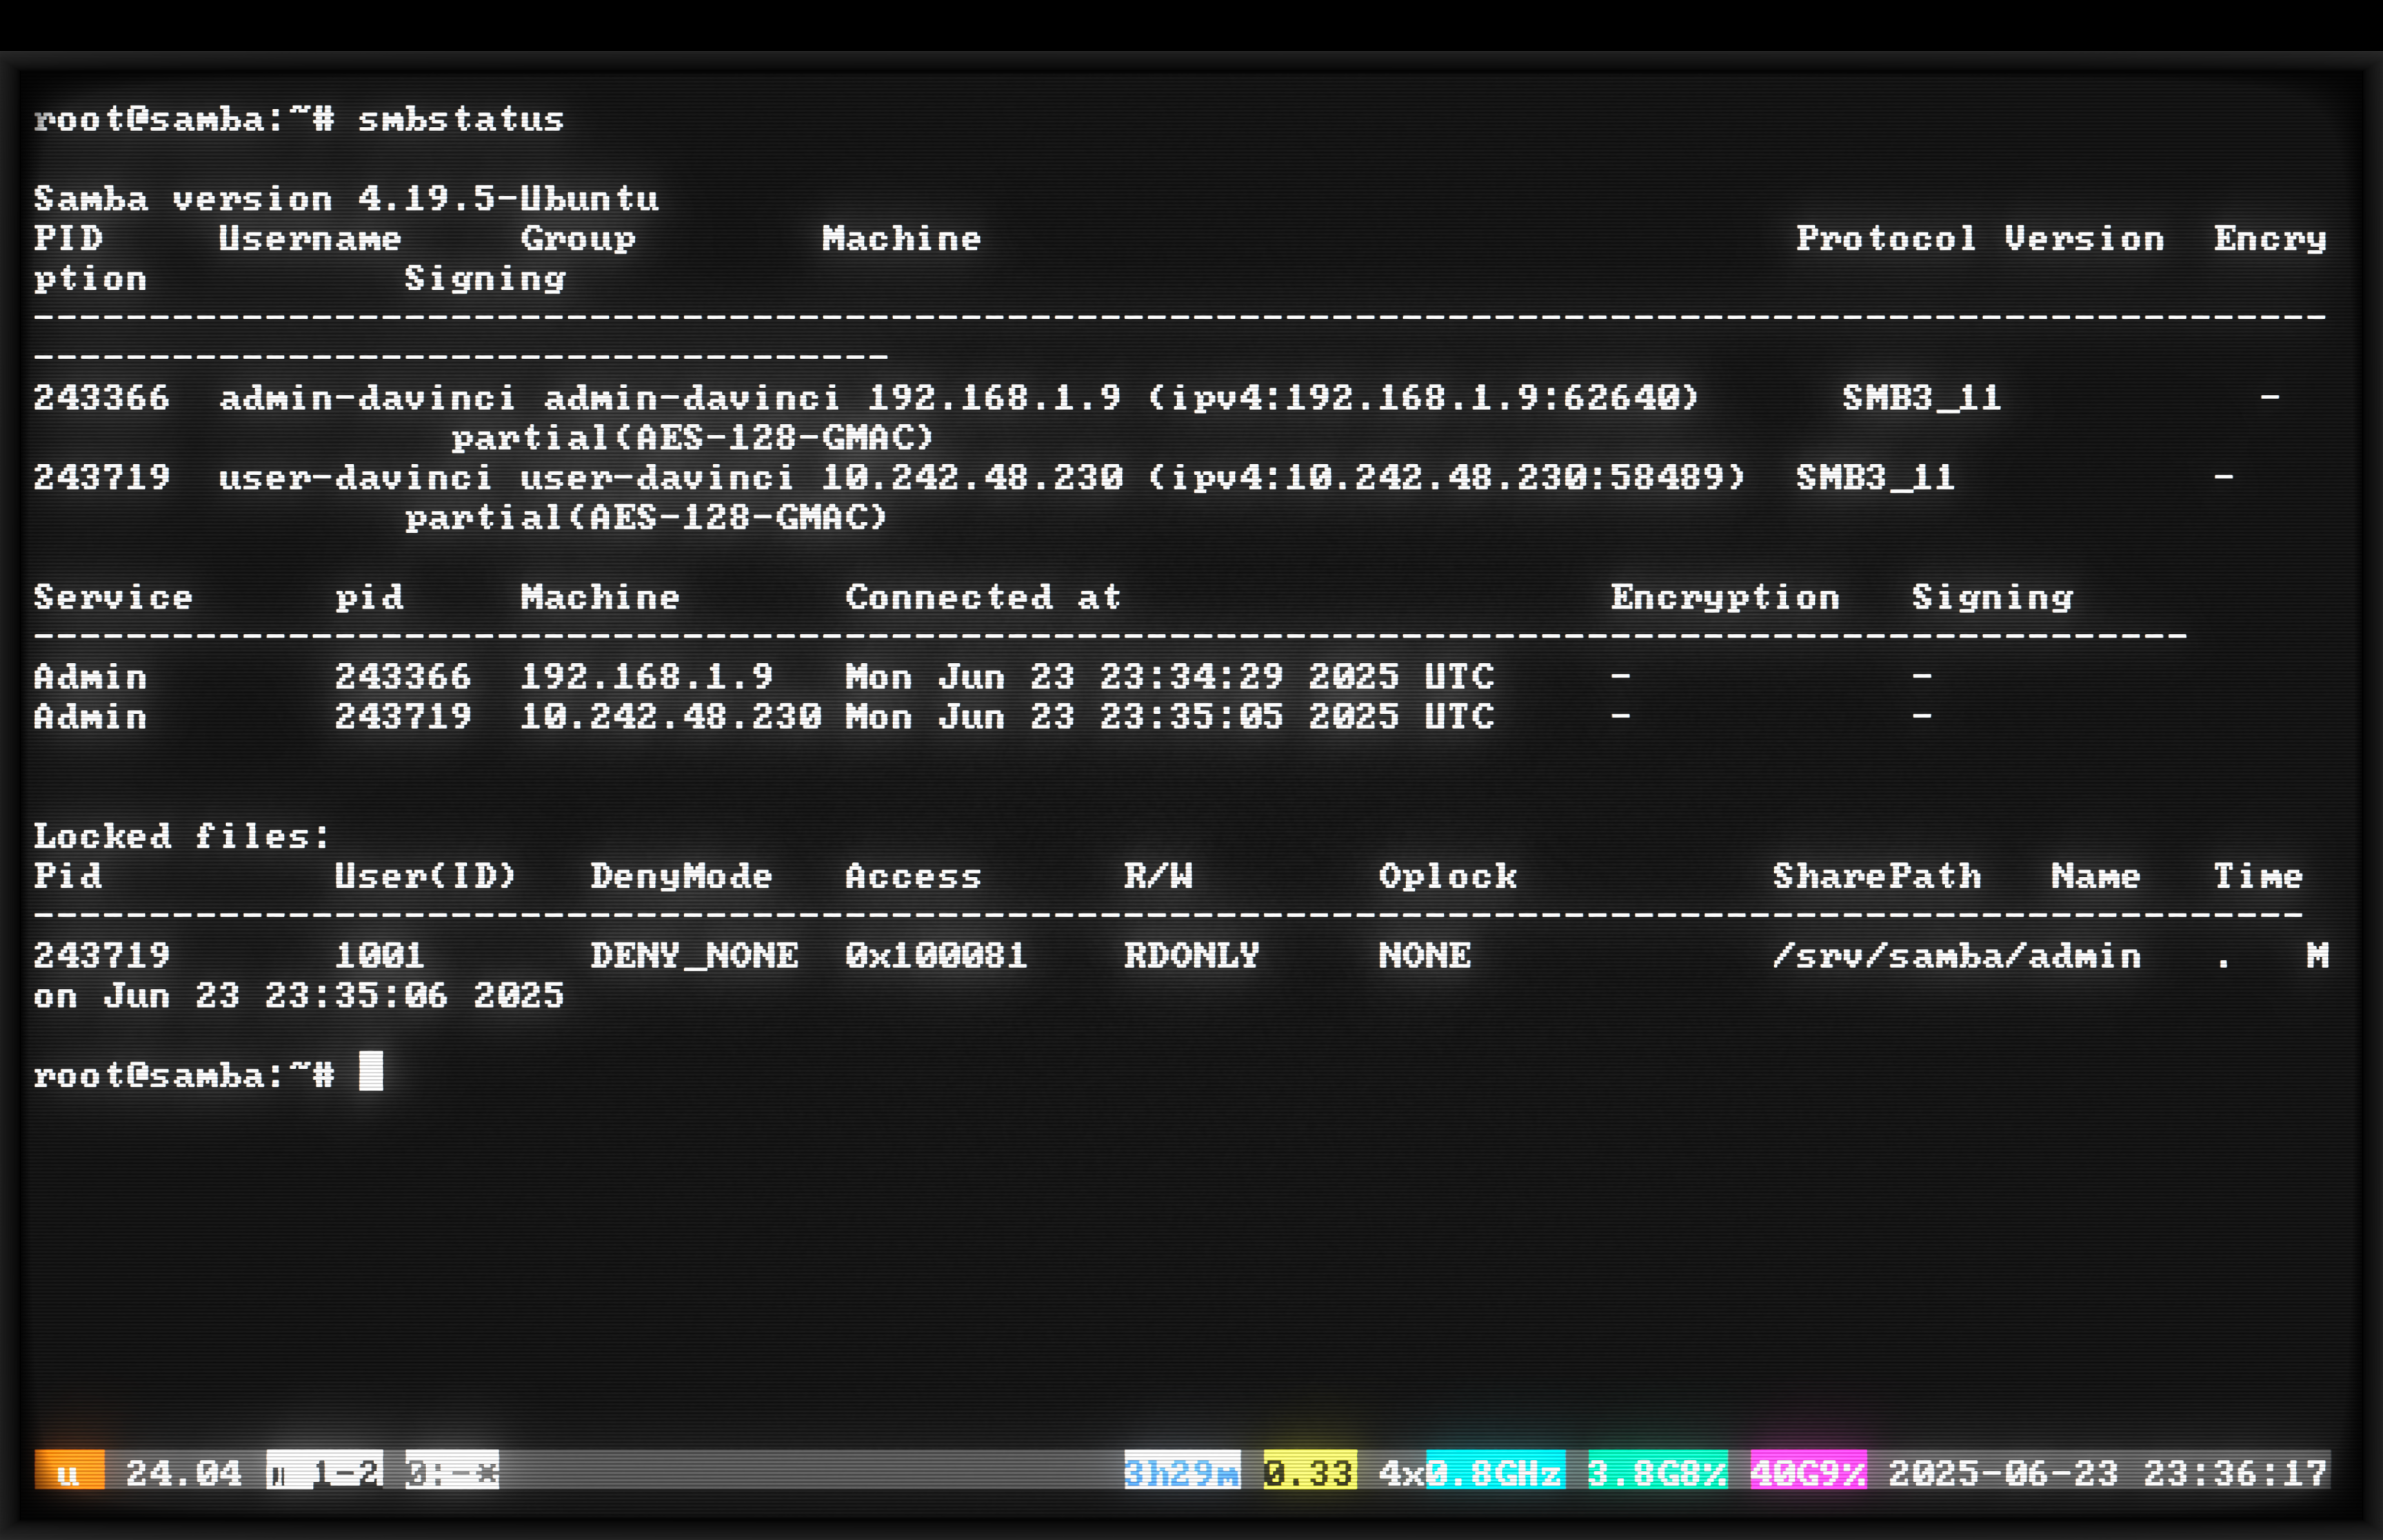 root@samba:~# smbstatus
Samba version 4.19.5-Ubuntu
PID     Username     Group        Machine                                   Protocol Version  Encry
ption           Signing
----------------------------------------------------------------------------------------------------
-------------------------------------
243366  admin-davinci admin-davinci 192.168.1.9 (ipv4:192.168.1.9:62640)      SMB3_11           -
                  partial(AES-128-GMAC)
243719  user-davinci user-davinci 10.242.48.230 (ipv4:10.242.48.230:58489)  SMB3_11           -
                partial(AES-128-GMAC)
Service      pid     Machine       Connected at                     Encryption   Signing
---------------------------------------------------------------------------------------------
Admin        243366  192.168.1.9   Mon Jun 23 23:34:29 2025 UTC     -            -
Admin        243719  10.242.48.230 Mon Jun 23 23:35:05 2025 UTC     -            -
Locked files:
Pid          User(ID)   DenyMode   Access      R/W        Oplock           SharePath   Name   Time
--------------------------------------------------------------------------------------------------
243719       1001       DENY_NONE  0x100081    RDONLY     NONE             /srv/samba/admin   .   M
on Jun 23 23:35:06 2025
root@samba:~#
u 24.04 1-2 0:-* 3h29m 0.33 4x0.8GHz 3.8G8% 40G9% 2025-06-23 23:36:17